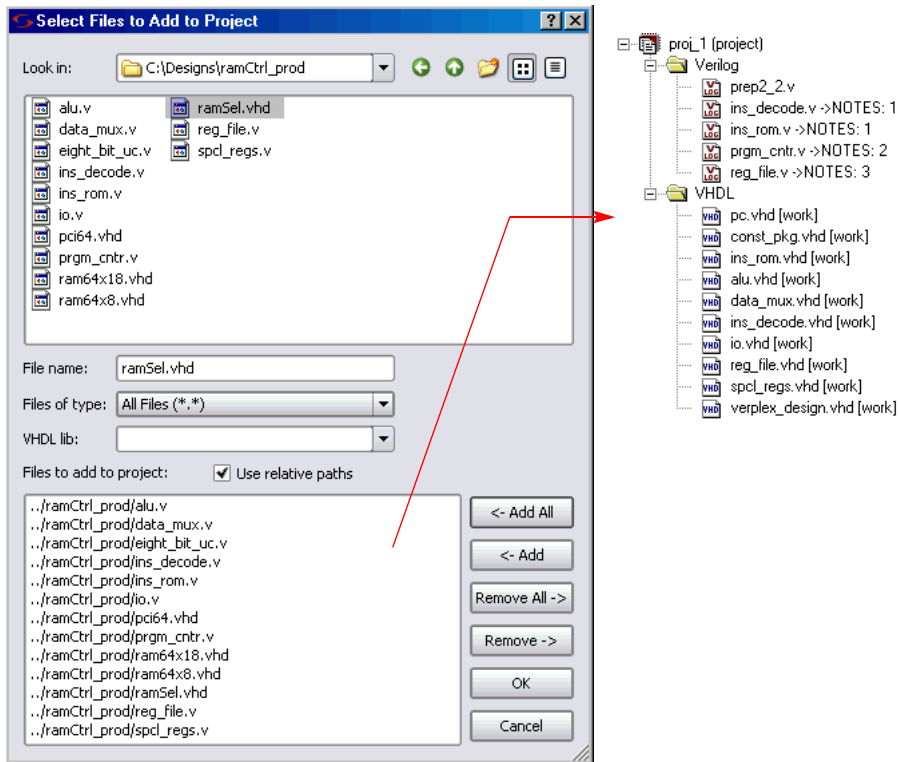 Select Files to Add to Project
Look in:
C:\Designs\ramCtrl_prod
alu.v
data_mux.v
eight_bit_uc.v
ins_decode.v
ins_rom.v
io.v
pci64.vhd
prgm_cntr.v
ram64x18.vhd
ram64x8.vhd
ramSel.vhd
reg_file.v
spcl_regs.v
File name:
ramSel.vhd
Files of type:
All Files (*.*)
VHDL lib:
Files to add to project:
Use relative paths
../ramCtrl_prod/alu.v
../ramCtrl_prod/data_mux.v
../ramCtrl_prod/eight_bit_uc.v
../ramCtrl_prod/ins_decode.v
../ramCtrl_prod/ins_rom.v
../ramCtrl_prod/io.v
../ramCtrl_prod/pci64.vhd
../ramCtrl_prod/prgm_cntr.v
../ramCtrl_prod/ram64x18.vhd
../ramCtrl_prod/ram64x8.vhd
../ramCtrl_prod/ramSel.vhd
../ramCtrl_prod/reg_file.v
../ramCtrl_prod/spcl_regs.v
<- Add All
<- Add
Remove All ->
Remove ->
OK
Cancel
proj_1 (project)
Verilog
prep2_2.v
ins_decode.v ->NOTES: 1
ins_rom.v ->NOTES: 1
prgm_cntr.v ->NOTES: 2
reg_file.v ->NOTES: 3
VHDL
pc.vhd [work]
const_pkg.vhd [work]
ins_rom.vhd [work]
alu.vhd [work]
data_mux.vhd [work]
ins_decode.vhd [work]
io.vhd [work]
reg_file.vhd [work]
spcl_regs.vhd [work]
verplex_design.vhd [work]